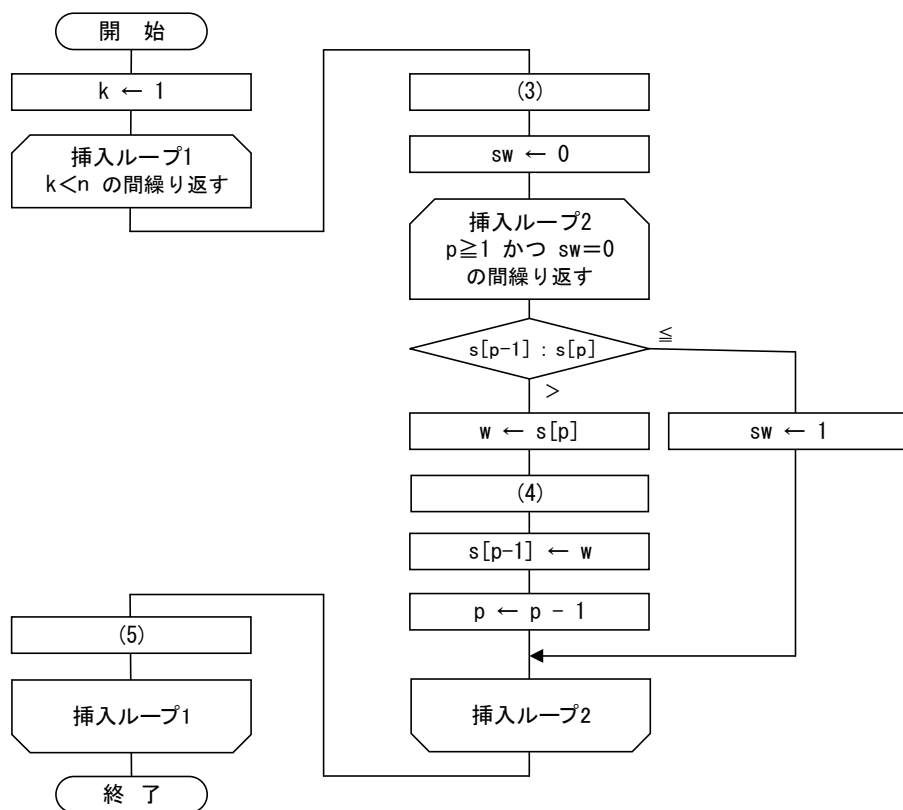 開　始
k ← 1
挿入ループ1
k＜n の間繰り返す
(3)
sw ← 0
挿入ループ2
p≧1 かつ sw＝0
の間繰り返す
s[p-1] : s[p]
≦
＞
w ← s[p]
sw ← 1
(4)
s[p-1] ← w
p ← p - 1
挿入ループ2
(5)
挿入ループ1
終　了